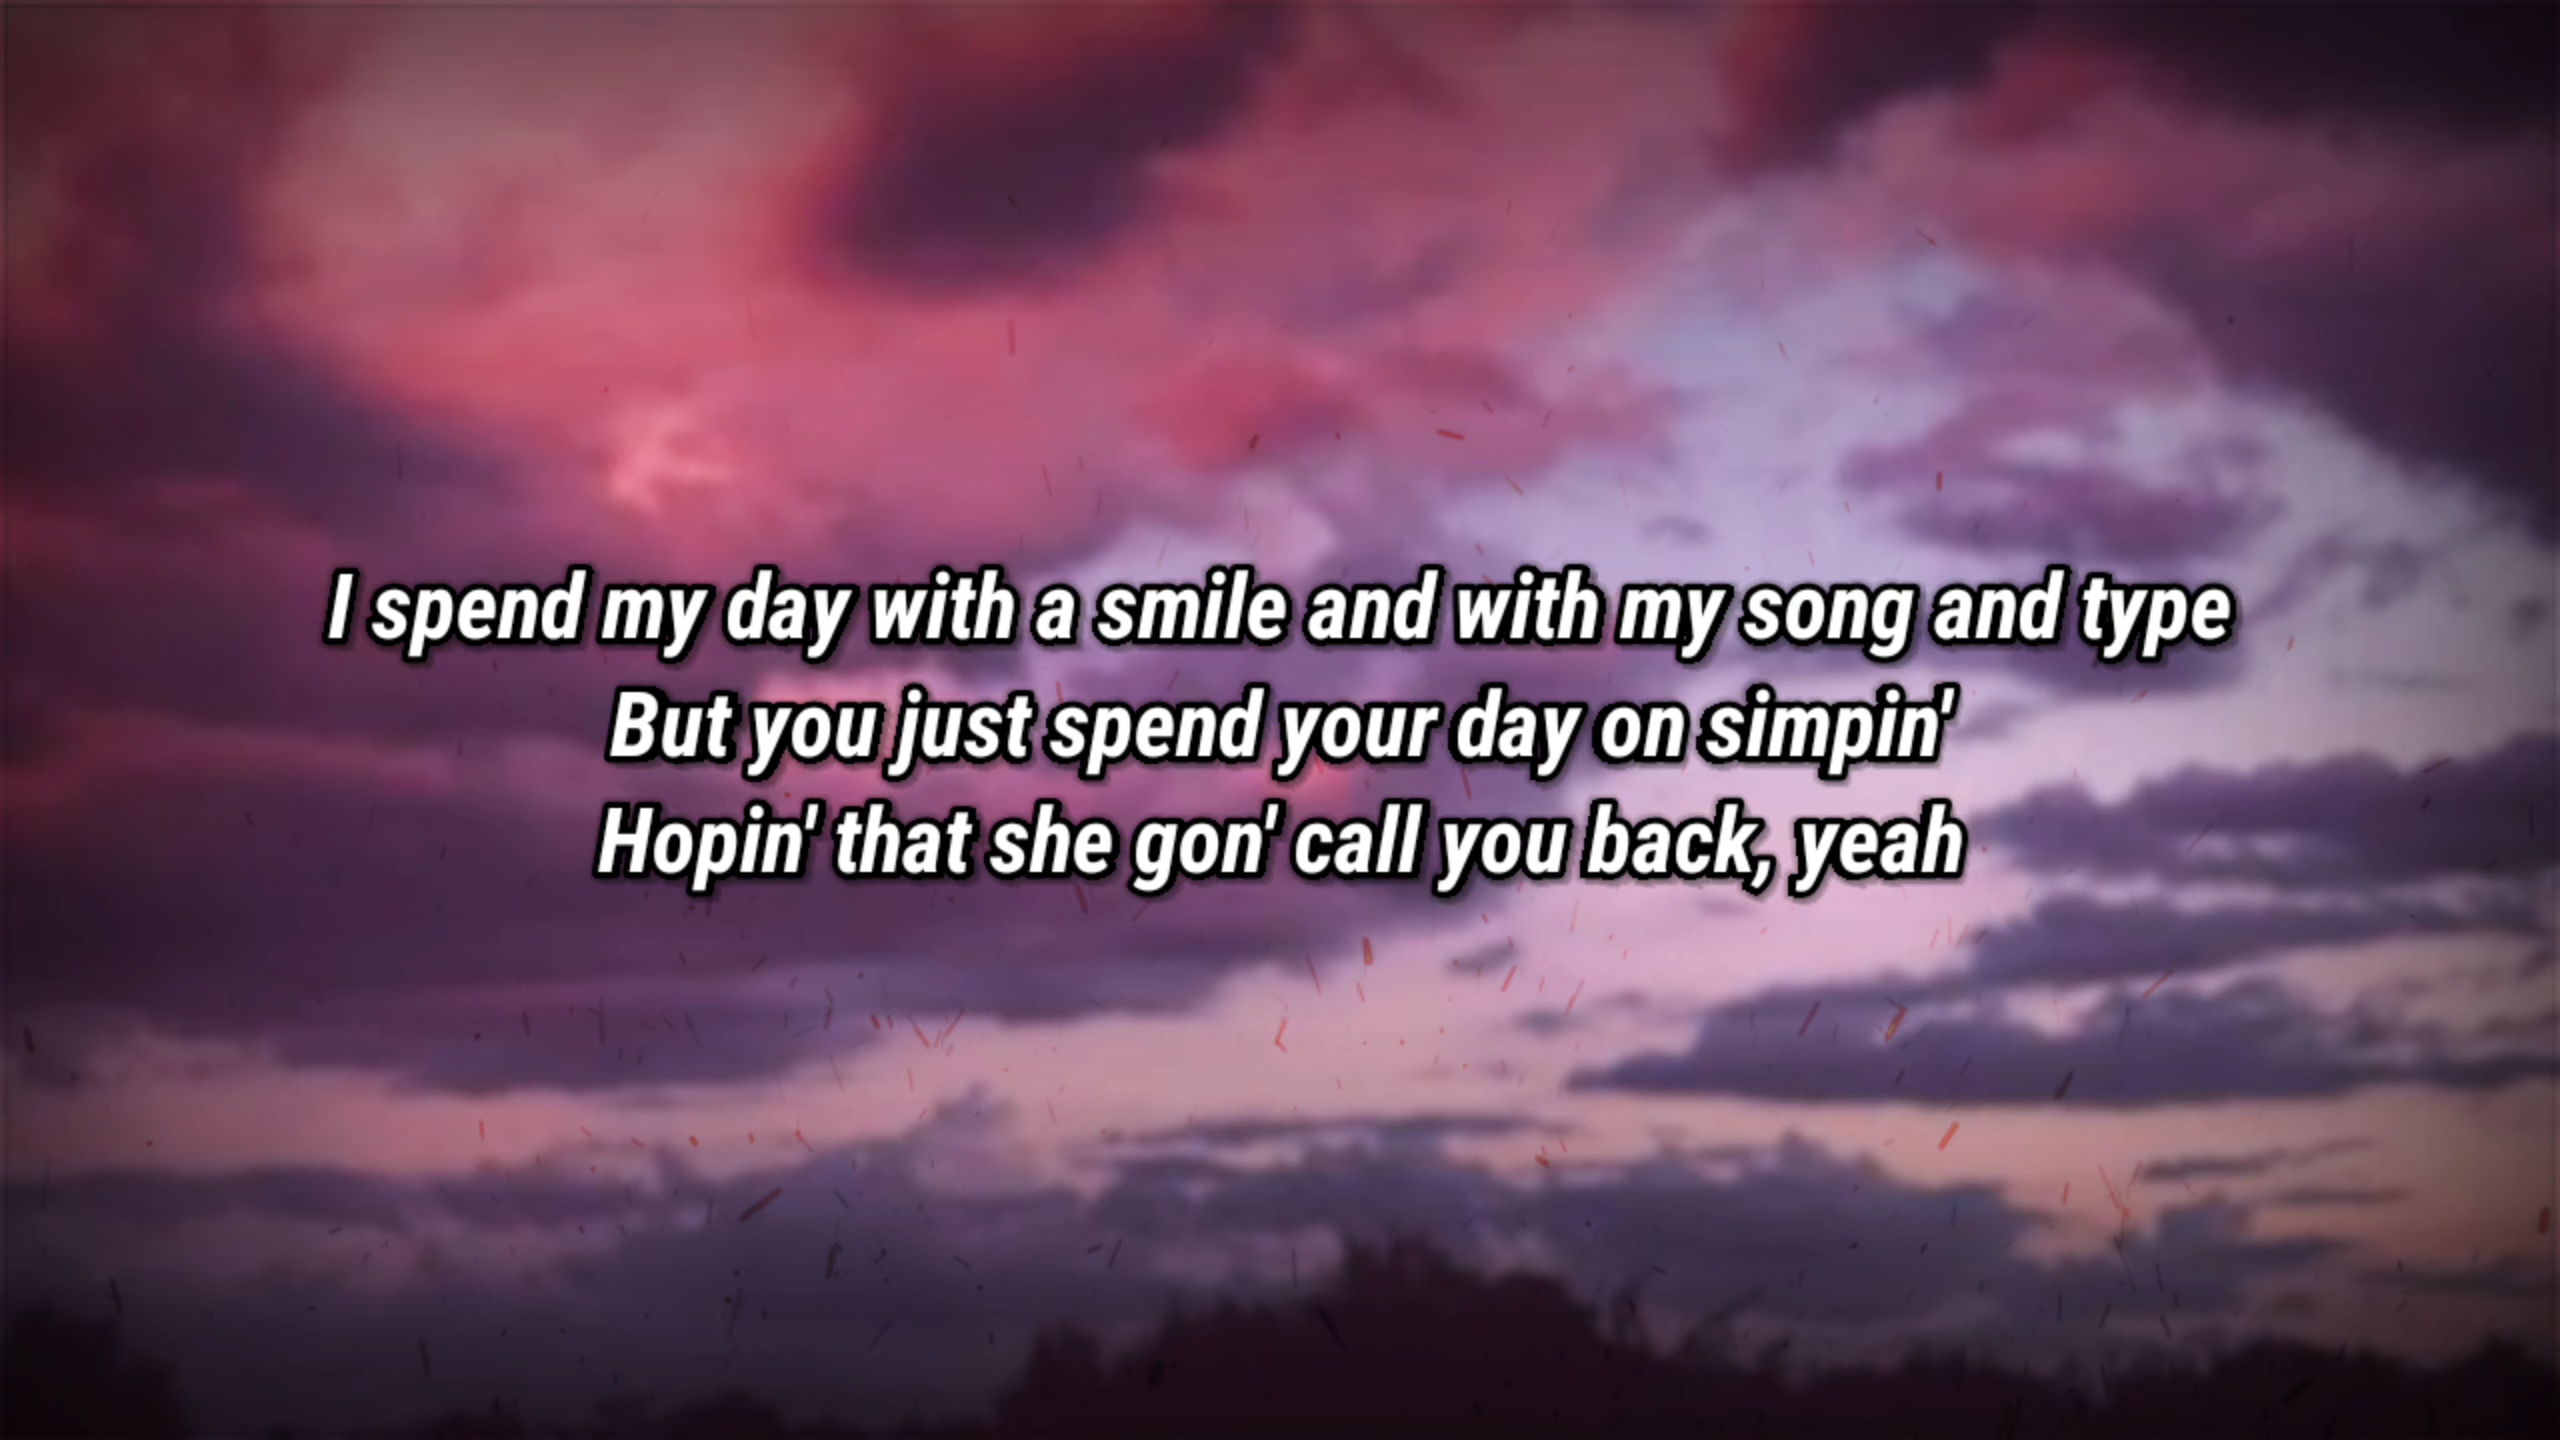 I spend my day with a smile and with my song and type
But you just spend your day on simpin'
Hopin' that she gon' call you back, yeah